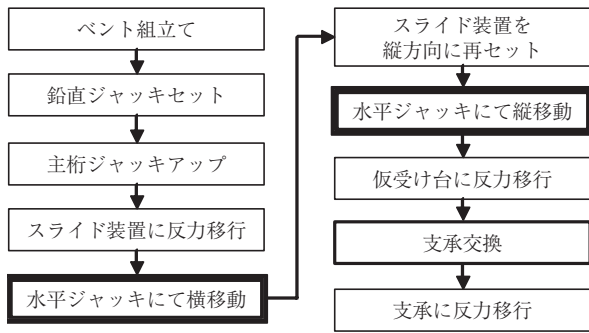 ベント組立て
鉛直ジャッキセット
主桁ジャッキアップ
スライド装置に反力移行
水平ジャッキにて横移動
スライド装置を
縦方向に再セット
水平ジャッキにて縦移動
仮受け台に反力移行
支承交換
支承に反力移行